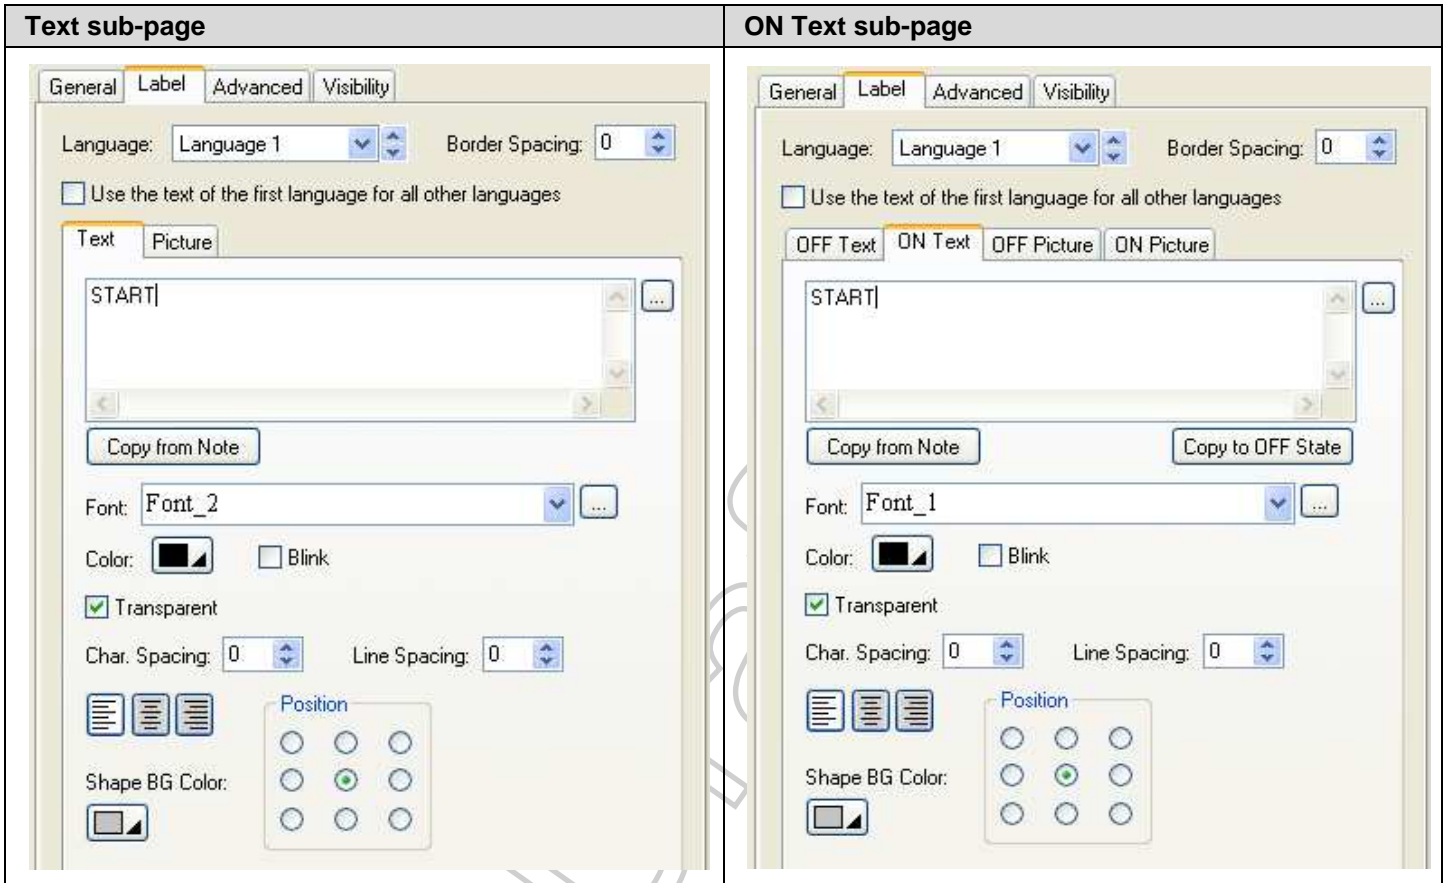 Text sub-page
General Label Advanced Visibility
Language: Language 1 Border Spacing: 0
Use the text of the first language for all other languages
Text Picture
START
...
Copy from Note
Font: Font_2 ...
Color: Blink
Transparent
Char. Spacing: 0 Line Spacing: 0
Position
Shape BG Color:
ON Text sub-page
General Label Advanced Visibility
Language: Language 1 Border Spacing: 0
Use the text of the first language for all other languages
OFF Text ON Text OFF Picture ON Picture
START
...
Copy from Note Copy to OFF State
Font: Font_1 ...
Color: Blink
Transparent
Char. Spacing: 0 Line Spacing: 0
Position
Shape BG Color: